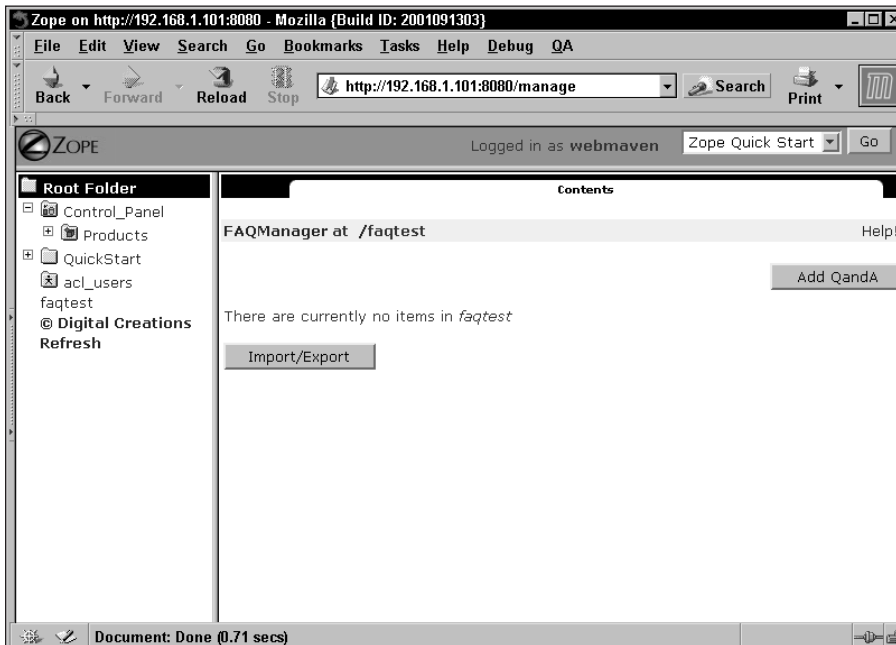 Zope on http://192.168.1.101:8080 - Mozilla {Build ID: 2001091303}
File Edit View Search Go Bookmarks Tasks Help Debug QA
Back Forward Reload Stop http://192.168.1.101:8080/manage Search Print
ZOPE Logged in as webmaven Zope Quick Start Go
Root Folder
Control_Panel
Products
QuickStart
acl_users
faqtest
© Digital Creations
Refresh
Contents
FAQManager at /faqtest Help!
Add QandA
There are currently no items in faqtest
Import/Export
Document: Done (0.71 secs)